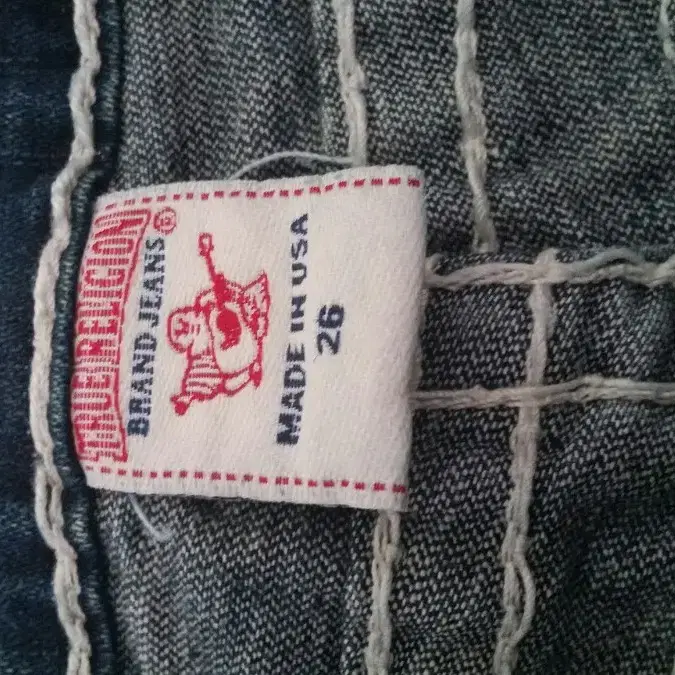 TRUE RELIGION
BRAND JEANS ®
MADE IN USA
26